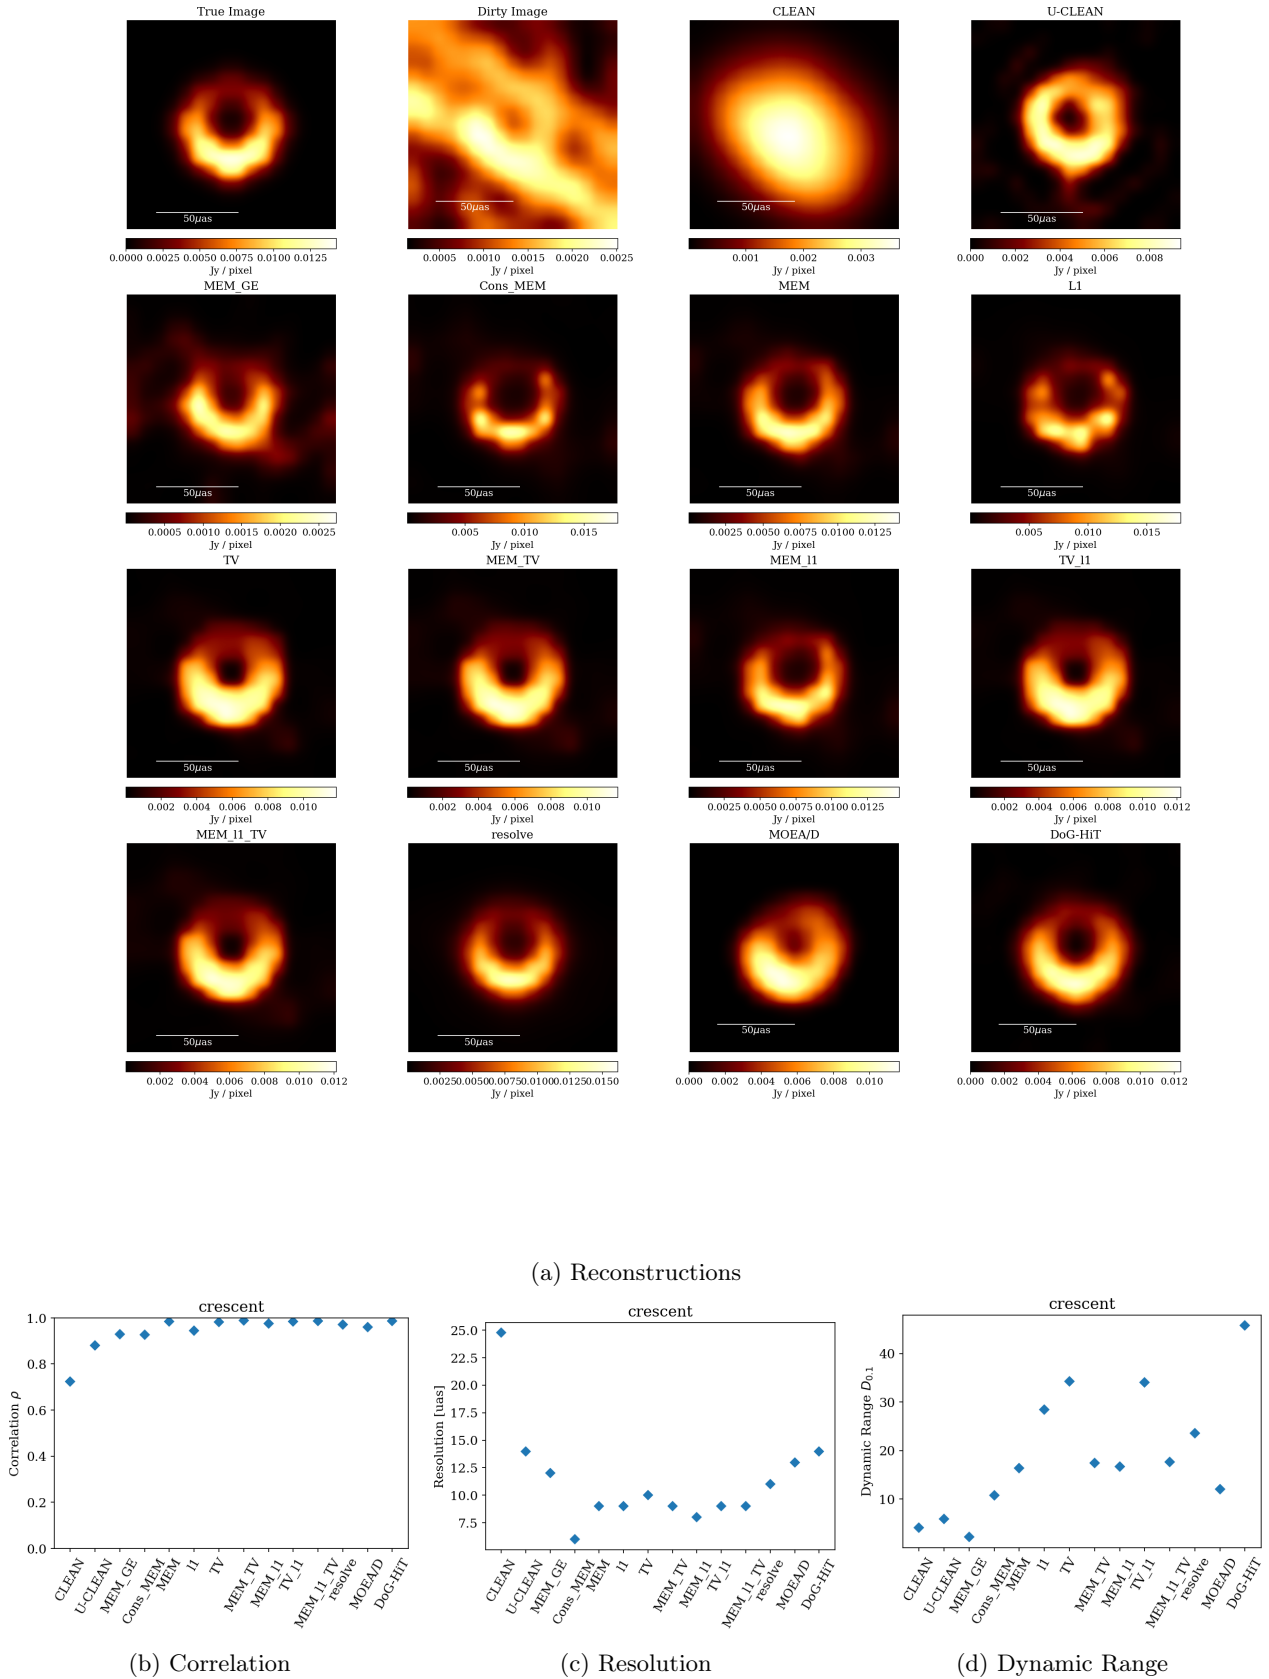 True Image Dirty Image CLEAN U-CLEAN
50μas 50μas 50μas 50μas
0.0000 0.0025 0.0050 0.0075 0.0100 0.0125 0.0005 0.0010 0.0015 0.0020 0.0025 0.001 0.002 0.003 0.000 0.002 0.004 0.006 0.008
Jy / pixel Jy / pixel Jy / pixel Jy / pixel
MEM_GE Cons_MEM MEM L1
50μas 50μas 50μas 50μas
0.0005 0.0010 0.0015 0.0020 0.0025 0.005 0.010 0.015 0.0025 0.0050 0.0075 0.0100 0.0125 0.005 0.010 0.015
Jy / pixel Jy / pixel Jy / pixel Jy / pixel
TV MEM_TV MEM_l1 TV_l1
50μas 50μas 50μas 50μas
0.002 0.004 0.006 0.008 0.010 0.002 0.004 0.006 0.008 0.010 0.0025 0.0050 0.0075 0.0100 0.0125 0.002 0.004 0.006 0.008 0.010 0.012
Jy / pixel Jy / pixel Jy / pixel Jy / pixel
MEM_l1_TV resolve MOEA/D DoG-HiT
50μas 50μas 50μas 50μas
0.002 0.004 0.006 0.008 0.010 0.012 0.0025 0.0050 0.0075 0.0100 0.0125 0.0150 0.000 0.002 0.004 0.006 0.008 0.010 0.000 0.002 0.004 0.006 0.008 0.010 0.012
Jy / pixel Jy / pixel Jy / pixel Jy / pixel
(a) Reconstructions
crescent
Correlation ρ
1.0
0.8
0.6
0.4
0.2
0.0
CLEAN U-CLEAN MEM_GE Cons_MEM MEM l1 TV MEM_TV MEM_l1 TV_l1 MEM_l1_TV resolve MOEA/D DoG-HiT
(b) Correlation
crescent
Resolution [uas]
25.0
22.5
20.0
17.5
15.0
12.5
10.0
7.5
CLEAN U-CLEAN MEM_GE Cons_MEM MEM l1 TV MEM_TV MEM_l1 TV_l1 MEM_l1_TV resolve MOEA/D DoG-HiT
(c) Resolution
crescent
Dynamic Range D0.1
40
30
20
10
CLEAN U-CLEAN MEM_GE Cons_MEM MEM l1 TV MEM_TV MEM_l1 TV_l1 MEM_l1_TV resolve MOEA/D DoG-HiT
(d) Dynamic Range